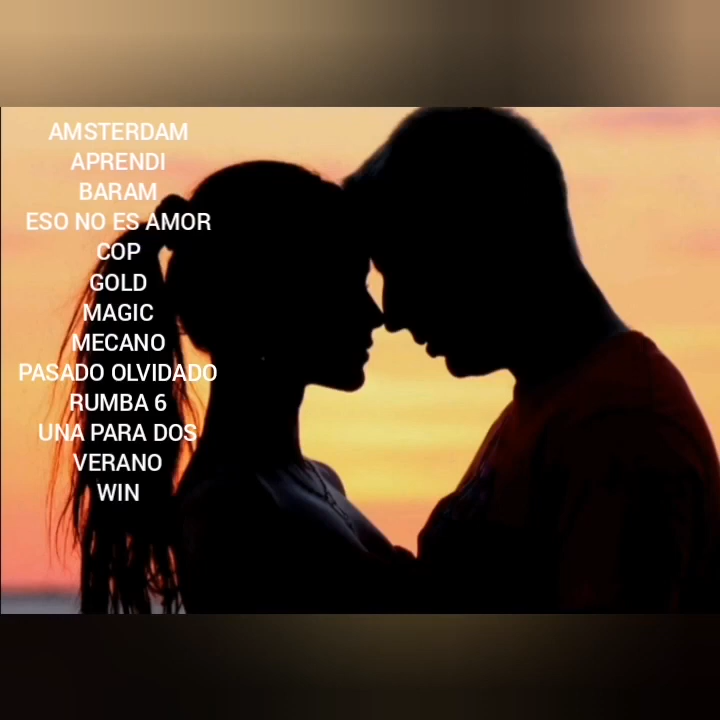 AMSTERDAM
APRENDI
BARAM
ESO NO ES AMOR
COP
GOLD
MAGIC
MECANO
PASADO OLVIDADO
RUMBA 6
UNA PARA DOS
VERANO
WIN